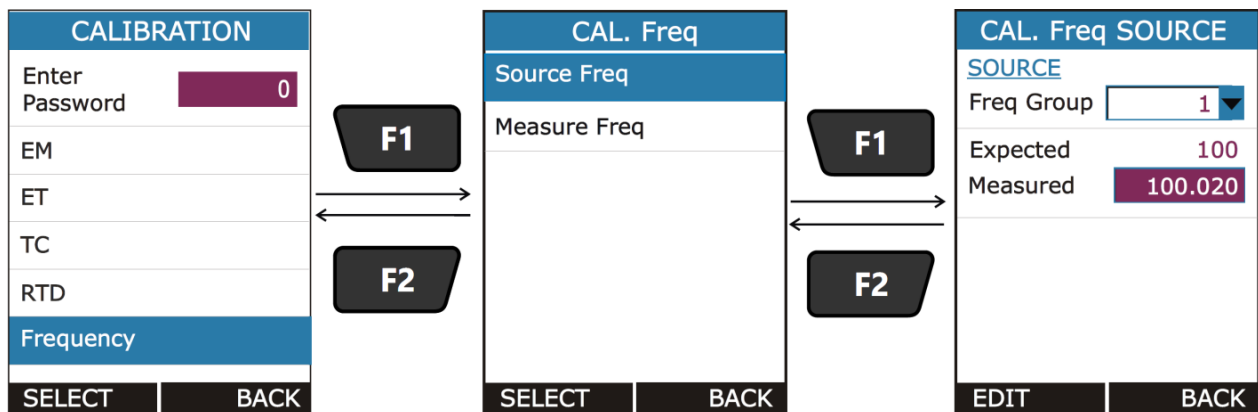 CALIBRATION
Enter
Password 0
EM
ET
TC
RTD
Frequency
SELECT BACK
F1
F2
CAL. Freq
Source Freq
Measure Freq
SELECT BACK
F1
F2
CAL. Freq SOURCE
SOURCE
Freq Group 1
Expected 100
Measured 100.020
EDIT BACK